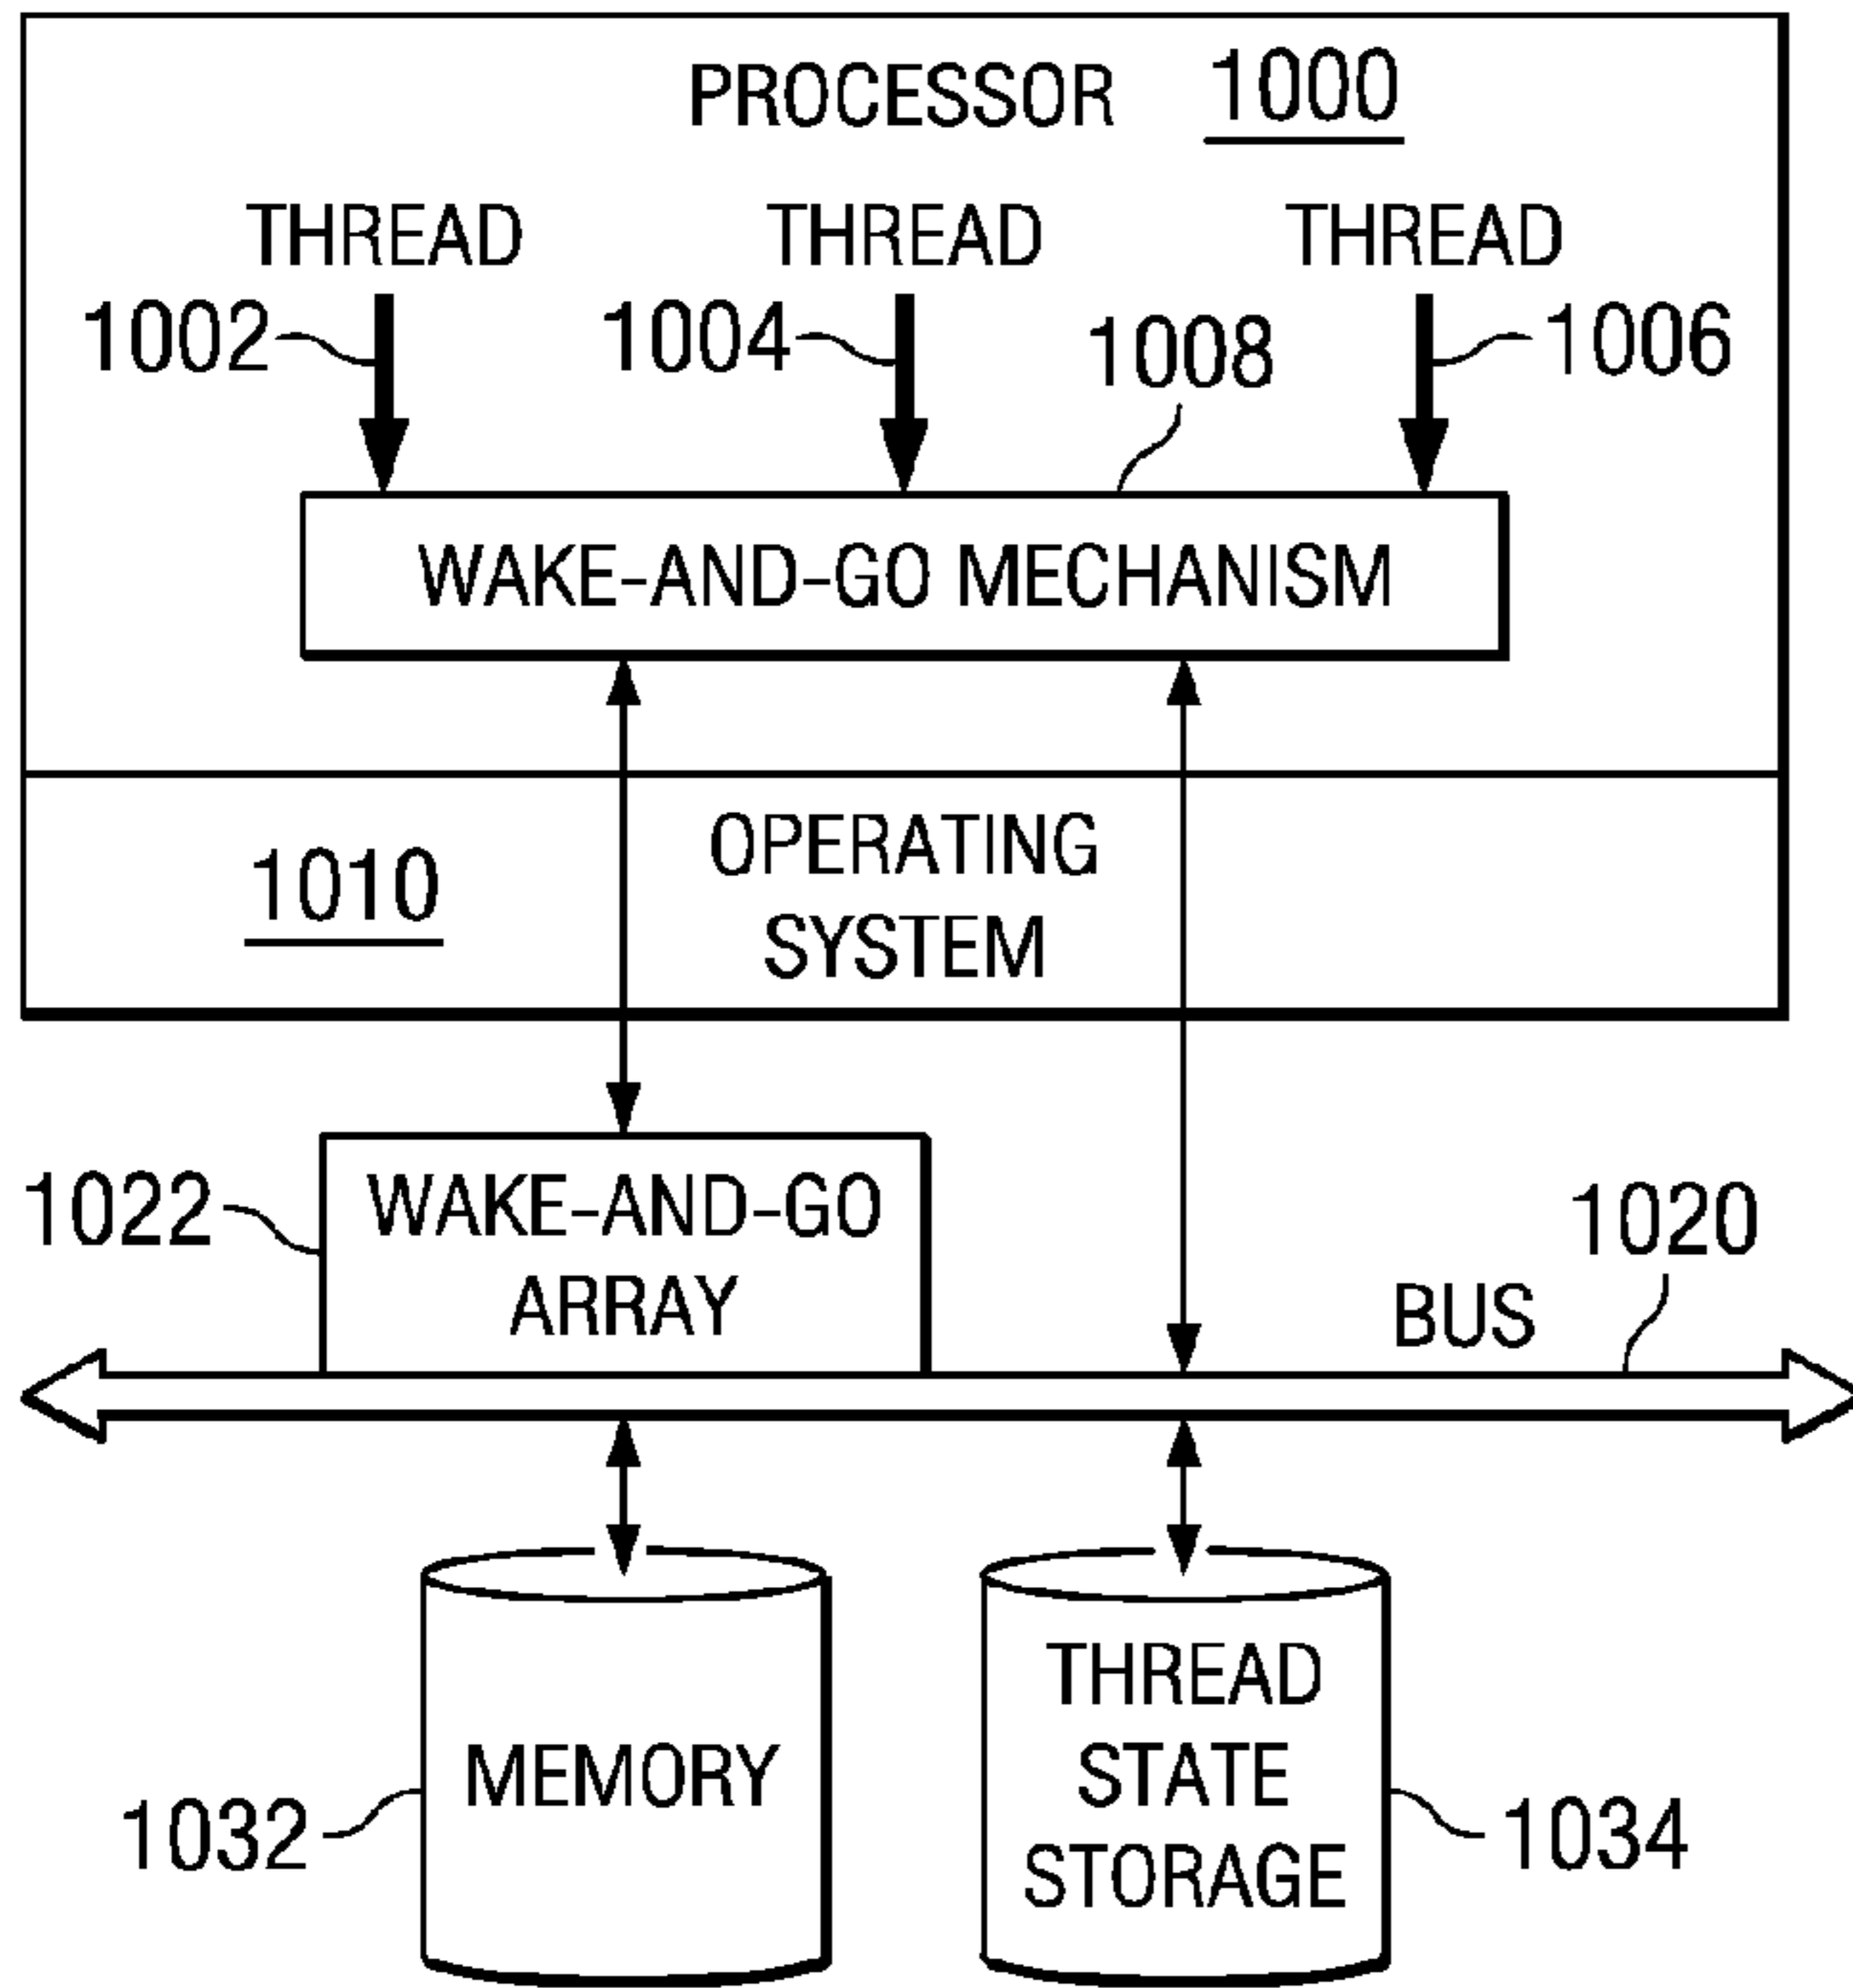 PROCESSOR 1000
THREAD THREAD THREAD
1002 1004 1008 1006
WAKE-AND-GO MECHANISM
1010 OPERATING
SYSTEM
1022 WAKE-AND-GO
ARRAY
1020
BUS
MEMORY
1032
THREAD
STATE
STORAGE
1034